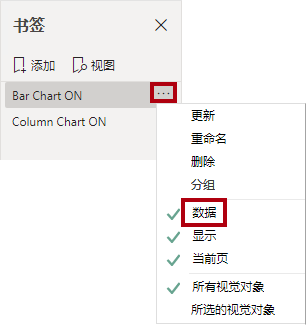 书签
添加 视图
Bar Chart ON
Column Chart ON
更新
重命名
删除
分组
数据
显示
当前页
所有视觉对象
所选的视觉对象